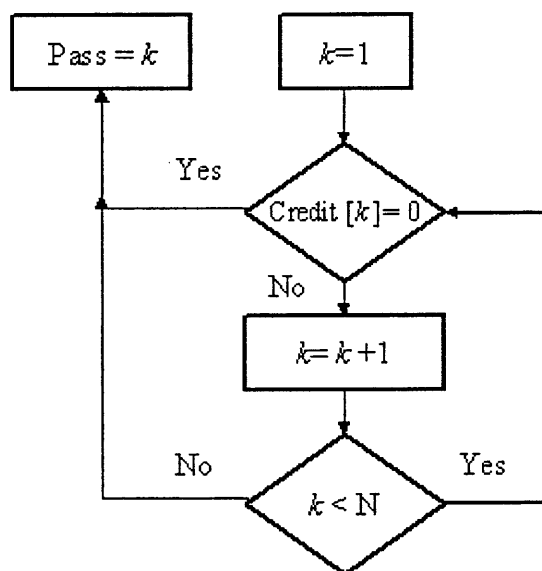 Pass = k
k=1
Yes
Credit [k]= 0
No
k= k +1
No
Yes
k < N